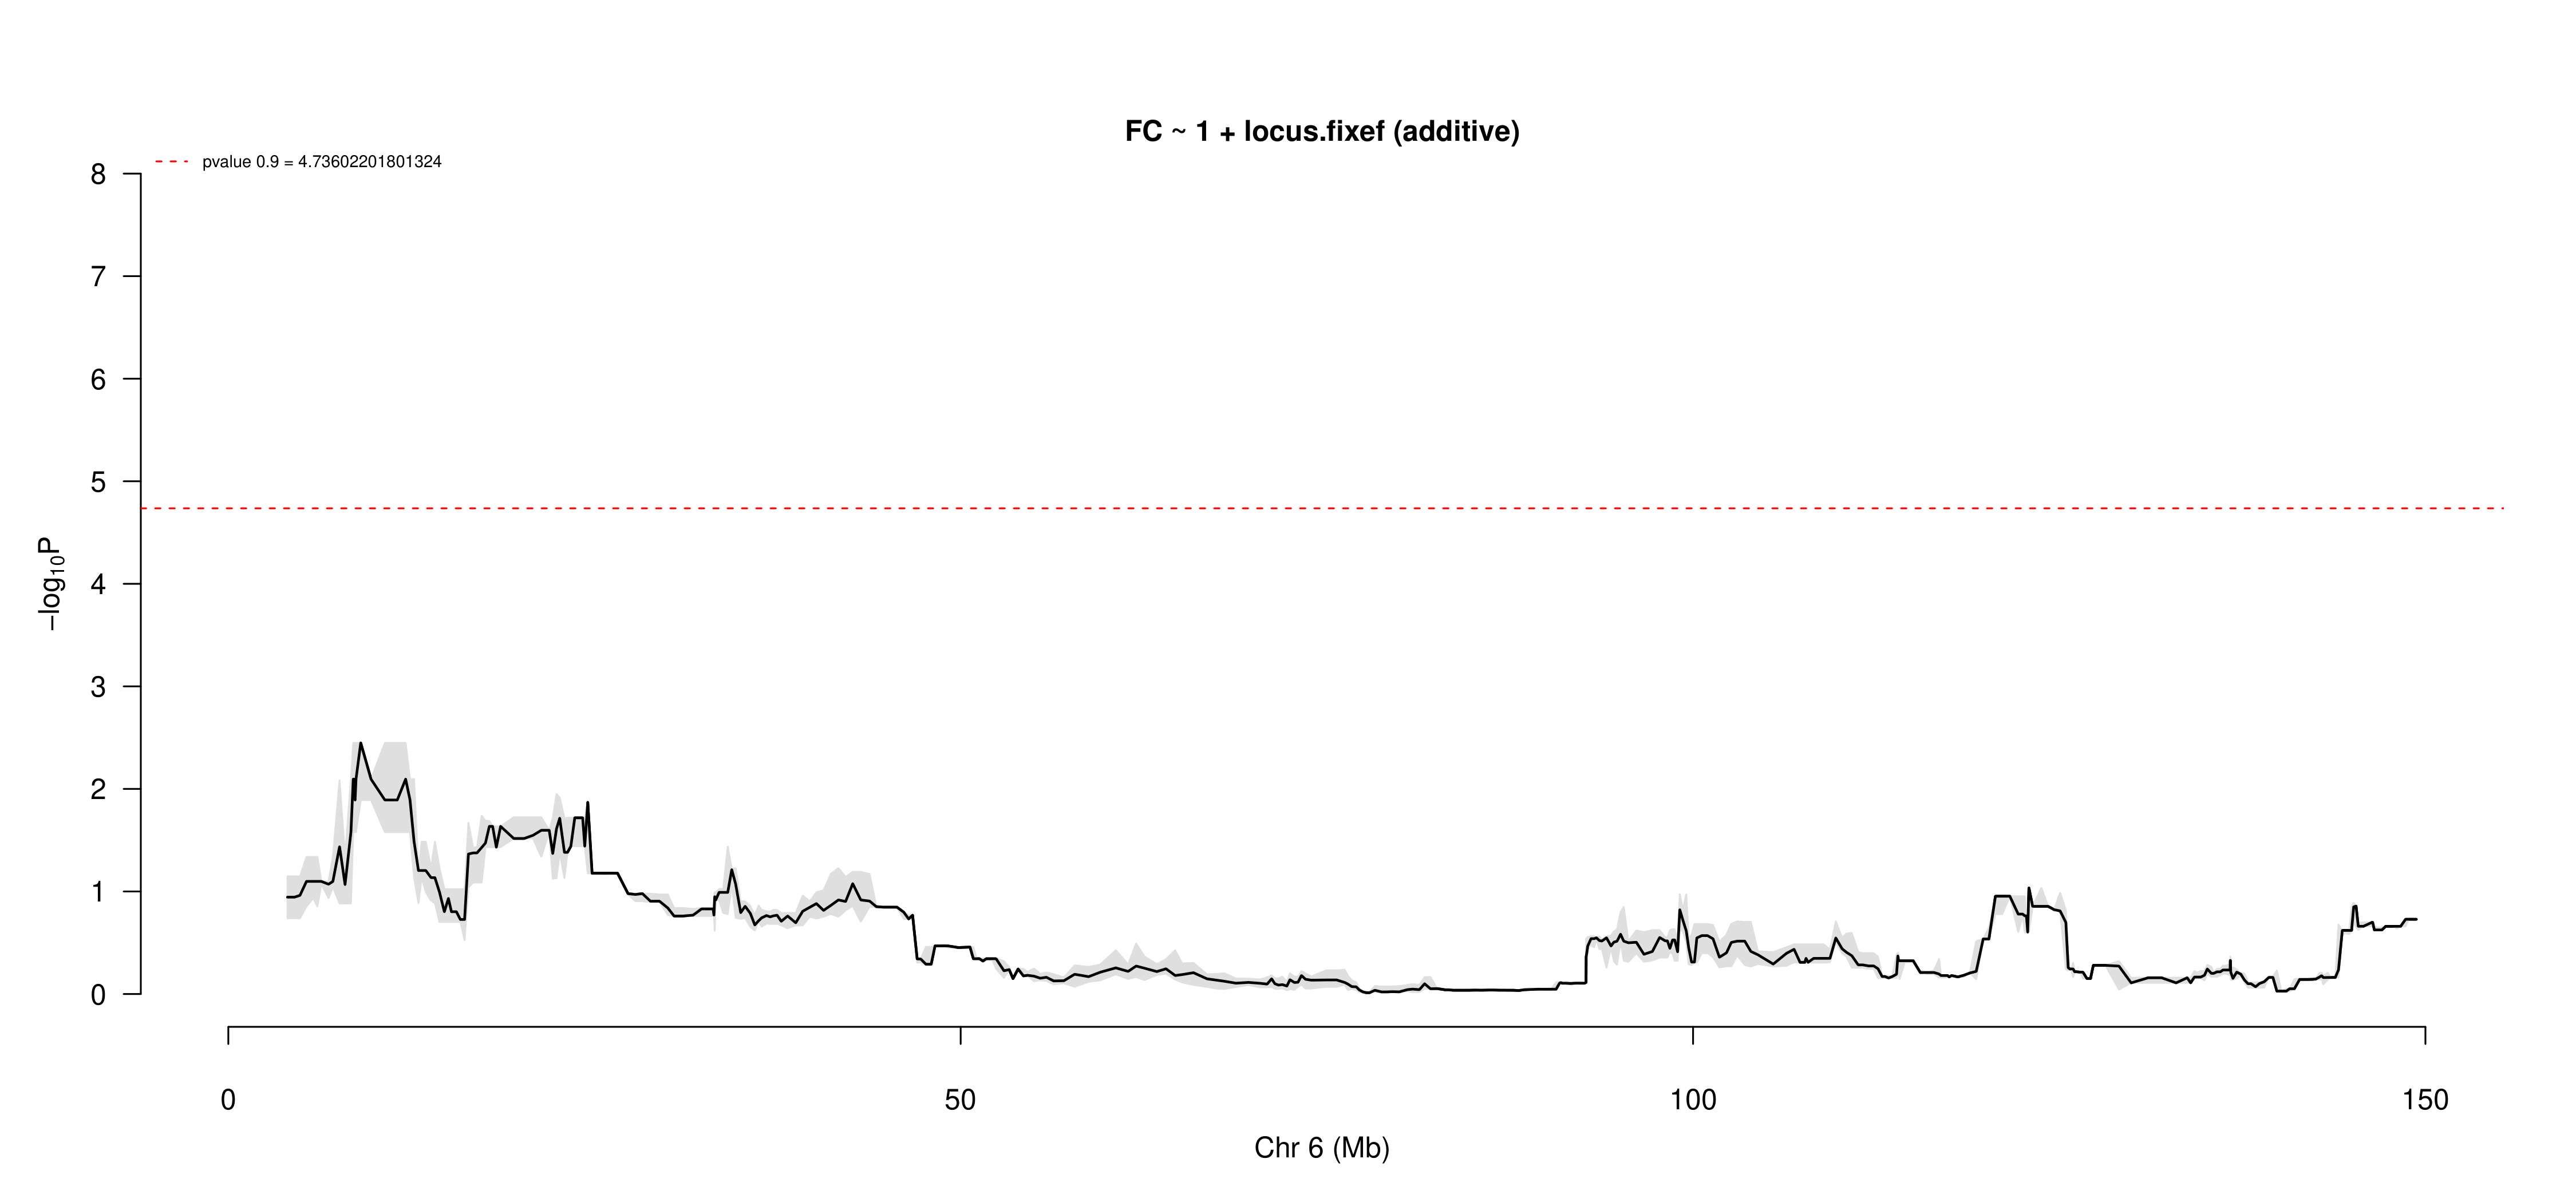 FC ~ 1 + locus.fixef (additive)
pvalue 0.9 = 4.73602201801324
8
7
6
5
4
3
2
1
0
−log10P
0 50 100 150
Chr 6 (Mb)